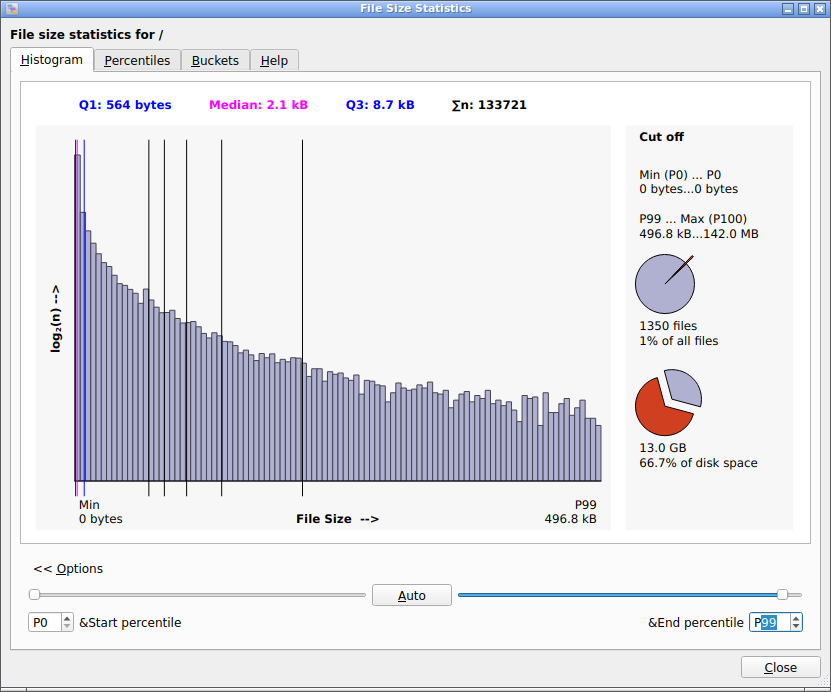 File Size Statistics
File size statistics for /
Histogram Percentiles Buckets Help
Q1: 564 bytes Median: 2.1 kB Q3: 8.7 kB ∑n: 133721
Cut off
Min (P0) ... P0
0 bytes...0 bytes
P99 ... Max (P100)
496.8 kB...142.0 MB
1350 files
1% of all files
13.0 GB
66.7% of disk space
log₂(n) -->
Min P99
0 bytes File Size --> 496.8 kB
<< Options
Auto
P0 &Start percentile &End percentile P99
Close